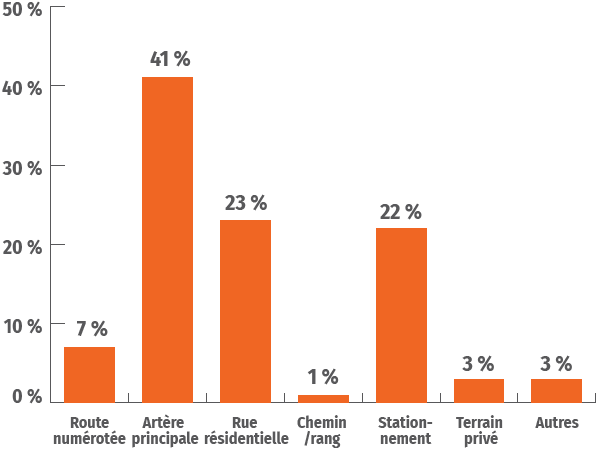 50 %
40 %
30 %
20 %
10 %
0 %
7 %
41 %
23 %
1 %
22 %
3 %
3 %
Route
numérotée
Artère
principale
Rue
résidentielle
Chemin
/rang
Station-
nement
Terrain
privé
Autres